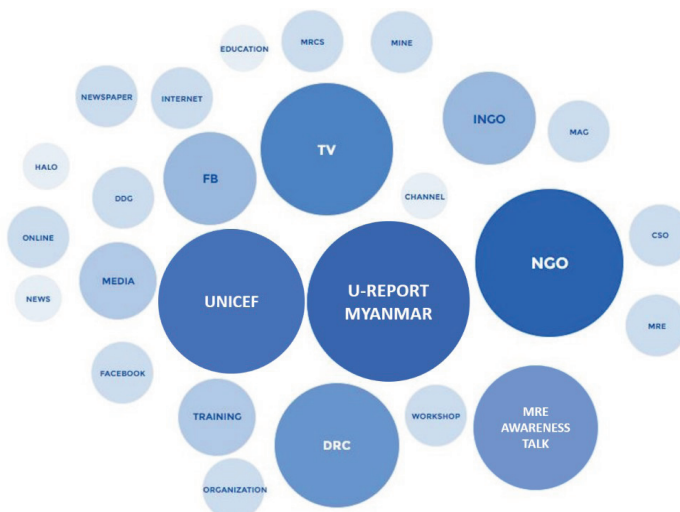 MRCS
MINE
EDUCATION
NEWSPAPER
INTERNET
INGO
MAG
TV
HALO
FB
DDG
CHANNEL
ONLINE
CSO
NGO
MEDIA
UNICEF
U-REPORT
MYANMAR
NEWS
MRE
FACEBOOK
TRAINING
WORKSHOP
MRE
AWARENESS
TALK
DRC
ORGANIZATION